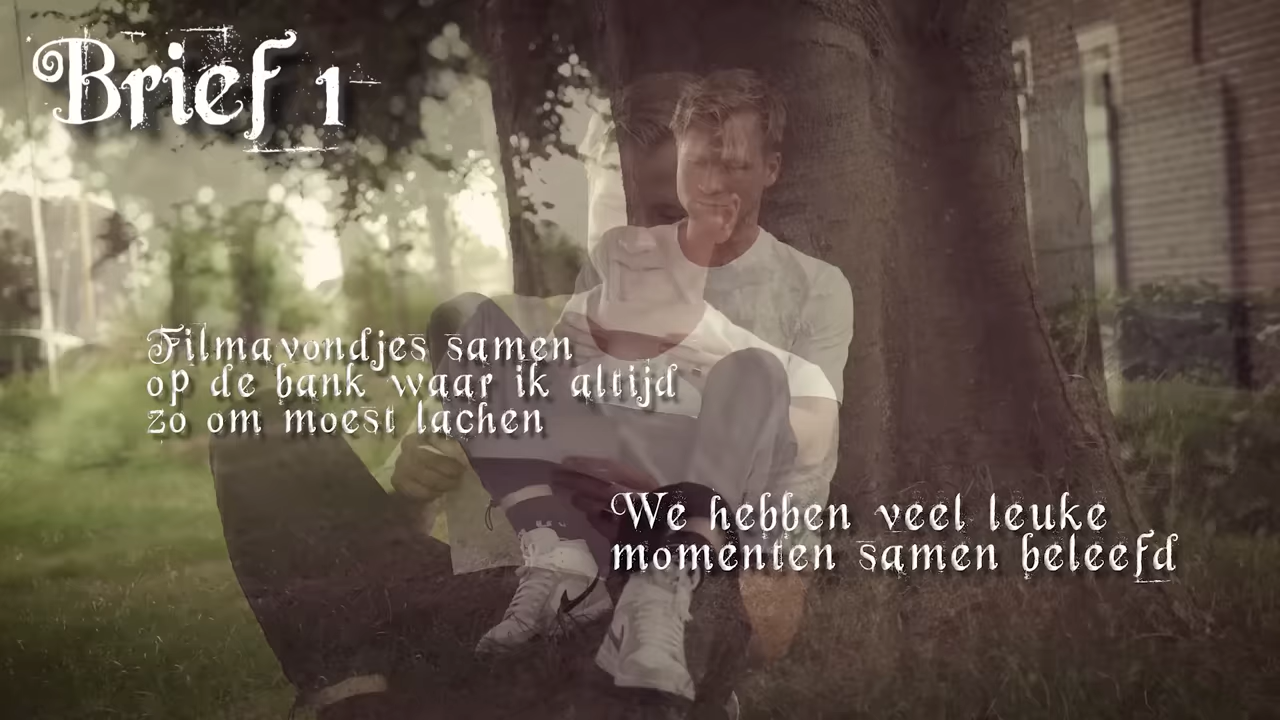 Brief 1
Filmavondjes samen
op de bank waar ik altijd
zo om moest lachen
We hebben veel leuke
momenten samen beleefd